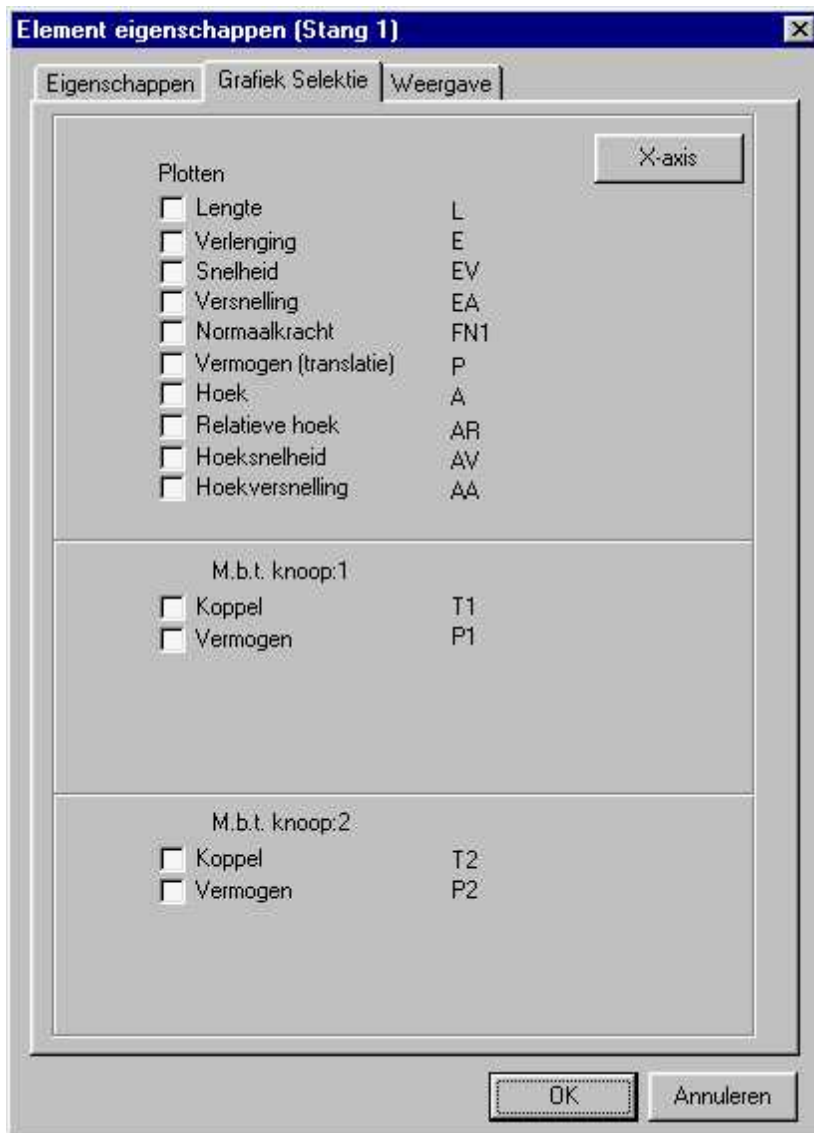 Element eigenschappen (Stang 1)
Eigenschappen Grafiek Selektie Weergave
X-axis
Plotten
Lengte L
Verlenging E
Snelheid EV
Versnelling EA
Normaalkracht FN1
Vermogen (translatie) P
Hoek A
Relatieve hoek AR
Hoeksnelheid AV
Hoekversnelling AA
M.b.t. knoop:1
Koppel T1
Vermogen P1
M.b.t. knoop:2
Koppel T2
Vermogen P2
OK Annuleren